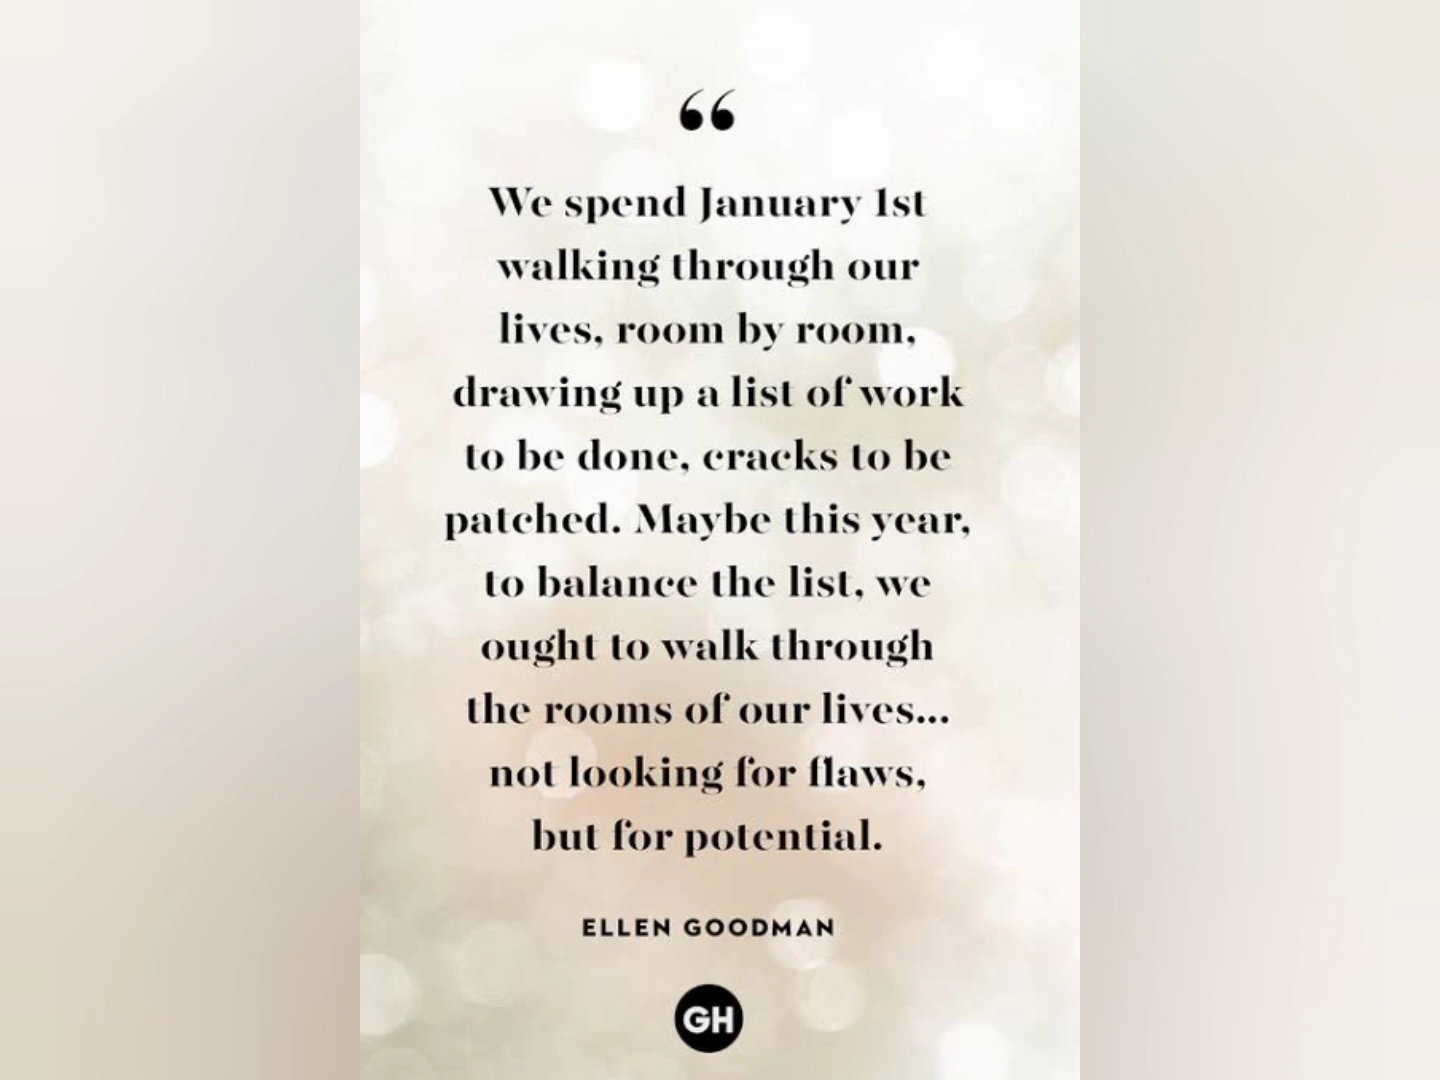 “
We spend January 1st
walking through our
lives, room by room,
drawing up a list of work
to be done, cracks to be
patched. Maybe this year,
to balance the list, we
ought to walk through
the rooms of our lives...
not looking for flaws,
but for potential.
ELLEN GOODMAN
GH